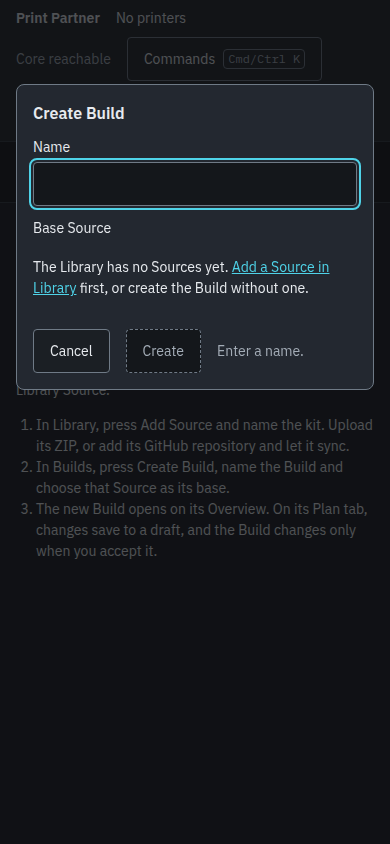 Print Partner No printers
Core reachable Commands Cmd/Ctrl K
Create Build
Name
Base Source
The Library has no Sources yet. Add a Source in
Library first, or create the Build without one.
Cancel Create Enter a name.
Library Source.
1. In Library, press Add Source and name the kit. Upload
its ZIP, or add its GitHub repository and let it sync.
2. In Builds, press Create Build, name the Build and
choose that Source as its base.
3. The new Build opens on its Overview. On its Plan tab,
changes save to a draft, and the Build changes only
when you accept it.